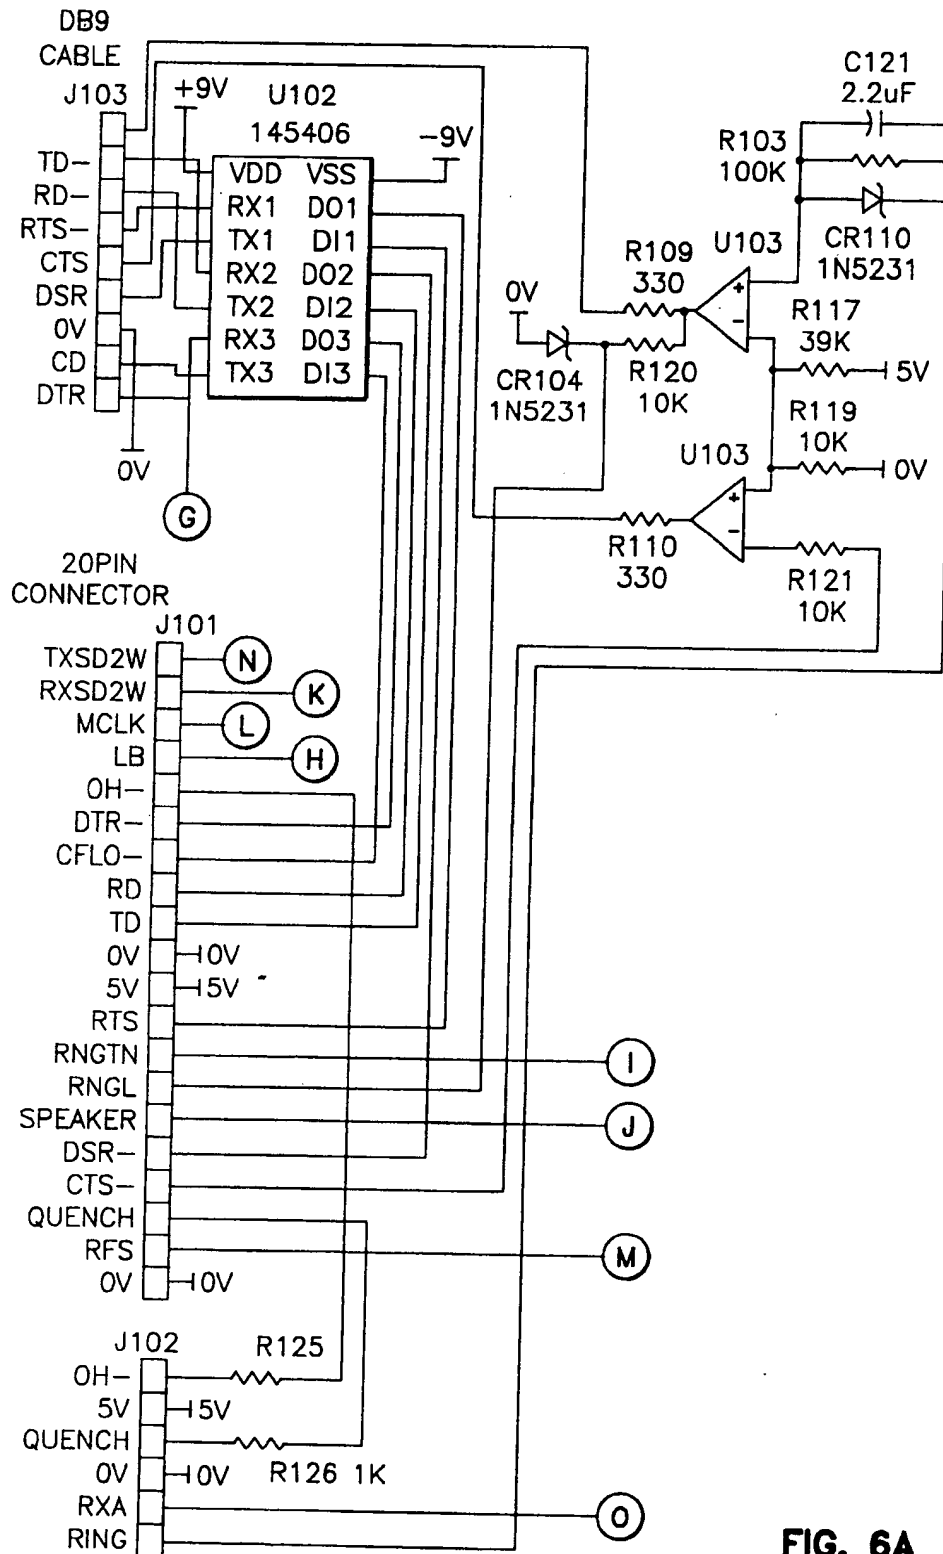 DB9
CABLE
J103
TD–
RD–
RTS–
CTS
DSR
0V
CD
DTR
+9V
U102
145406
–9V
VDD VSS
RX1 DO1
TX1 DI1
RX2 DO2
TX2 DI2
RX3 DO3
TX3 DI3
0V
G
C121
2.2uF
R103
100K
CR110
1N5231
U103
+
–
R109
330
R117
39K
5V
0V
CR104
1N5231
R120
10K
R119
10K
0V
U103
+
–
R110
330
R121
10K
20PIN
CONNECTOR
J101
TXSD2W N
RXSD2W K
MCLK L
LB H
OH–
DTR–
CFLO–
RD
TD
0V 0V
5V 5V
RTS
RNGTN I
RNGL
SPEAKER J
DSR–
CTS–
QUENCH
RFS M
0V 0V
J102
OH– R125
5V 5V
QUENCH
R126 1K
0V 0V
RXA O
RING
FIG. 6A